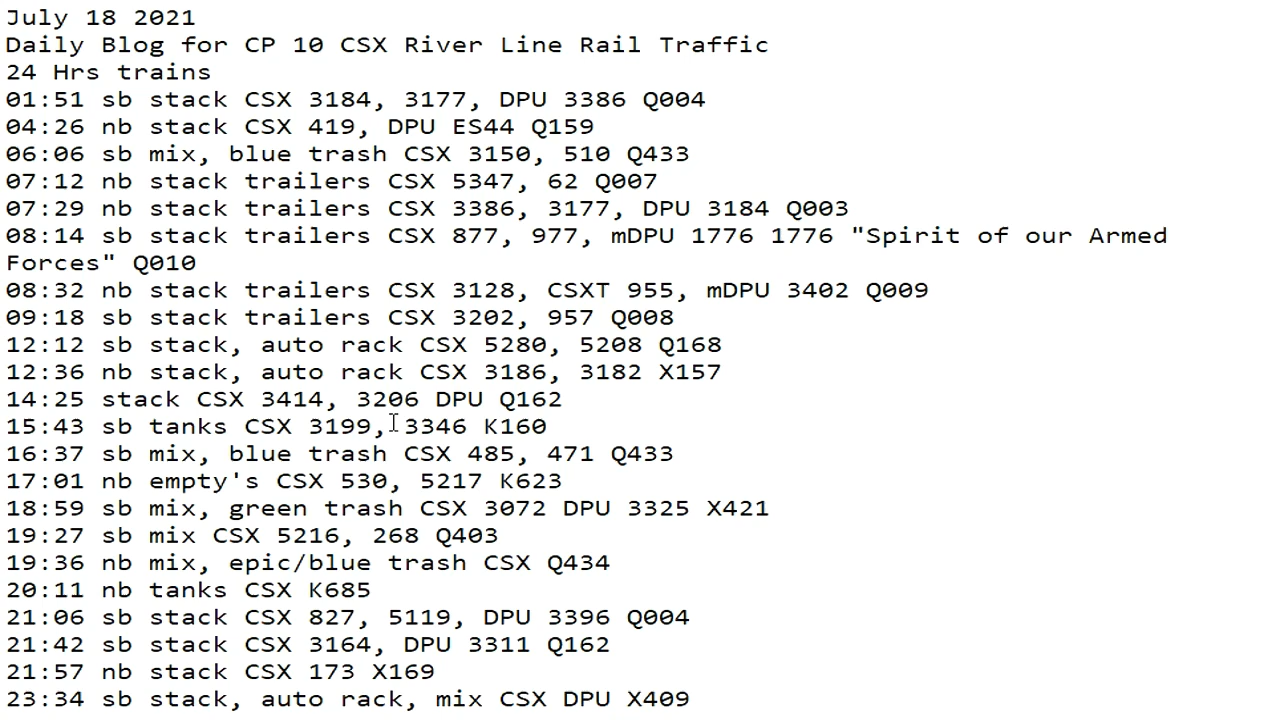 July 18 2021
Daily Blog for CP 10 CSX River Line Rail Traffic
24 Hrs trains
01:51 sb stack CSX 3184, 3177, DPU 3386 Q004
04:26 nb stack CSX 419, DPU ES44 Q159
06:06 sb mix, blue trash CSX 3150, 510 Q433
07:12 nb stack trailers CSX 5347, 62 Q007
07:29 nb stack trailers CSX 3386, 3177, DPU 3184 Q003
08:14 sb stack trailers CSX 877, 977, mDPU 1776 1776 "Spirit of our Armed
Forces" Q010
08:32 nb stack trailers CSX 3128, CSXT 955, mDPU 3402 Q009
09:18 sb stack trailers CSX 3202, 957 Q008
12:12 sb stack, auto rack CSX 5280, 5208 Q168
12:36 nb stack, auto rack CSX 3186, 3182 X157
14:25 stack CSX 3414, 3206 DPU Q162
15:43 sb tanks CSX 3199, 3346 K160
16:37 sb mix, blue trash CSX 485, 471 Q433
17:01 nb empty's CSX 530, 5217 K623
18:59 sb mix, green trash CSX 3072 DPU 3325 X421
19:27 sb mix CSX 5216, 268 Q403
19:36 nb mix, epic/blue trash CSX Q434
20:11 nb tanks CSX K685
21:06 sb stack CSX 827, 5119, DPU 3396 Q004
21:42 sb stack CSX 3164, DPU 3311 Q162
21:57 nb stack CSX 173 X169
23:34 sb stack, auto rack, mix CSX DPU X409